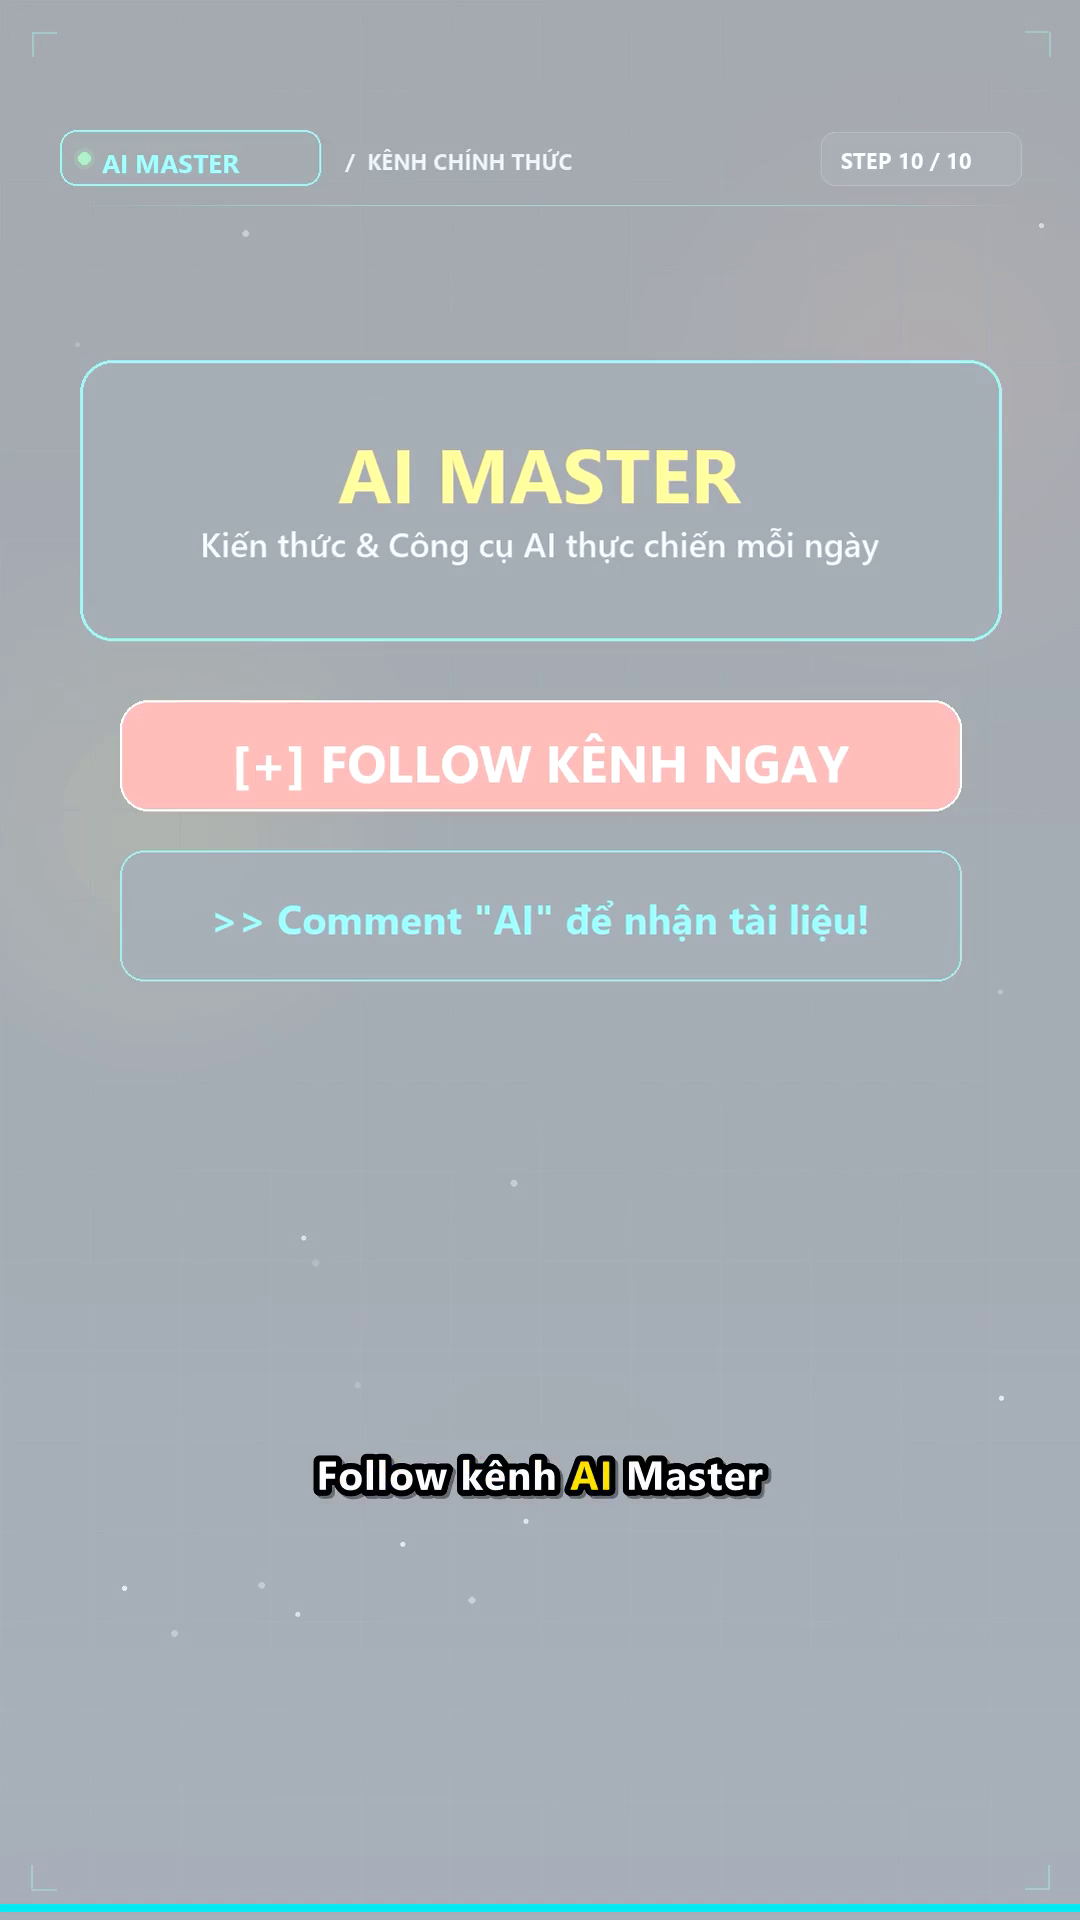 AI MASTER / KÊNH CHÍNH THỨC STEP 10 / 10
AI MASTER
Kiến thức & Công cụ AI thực chiến mỗi ngày
[+] FOLLOW KÊNH NGAY
>> Comment "AI" để nhận tài liệu!
Follow kênh AI Master